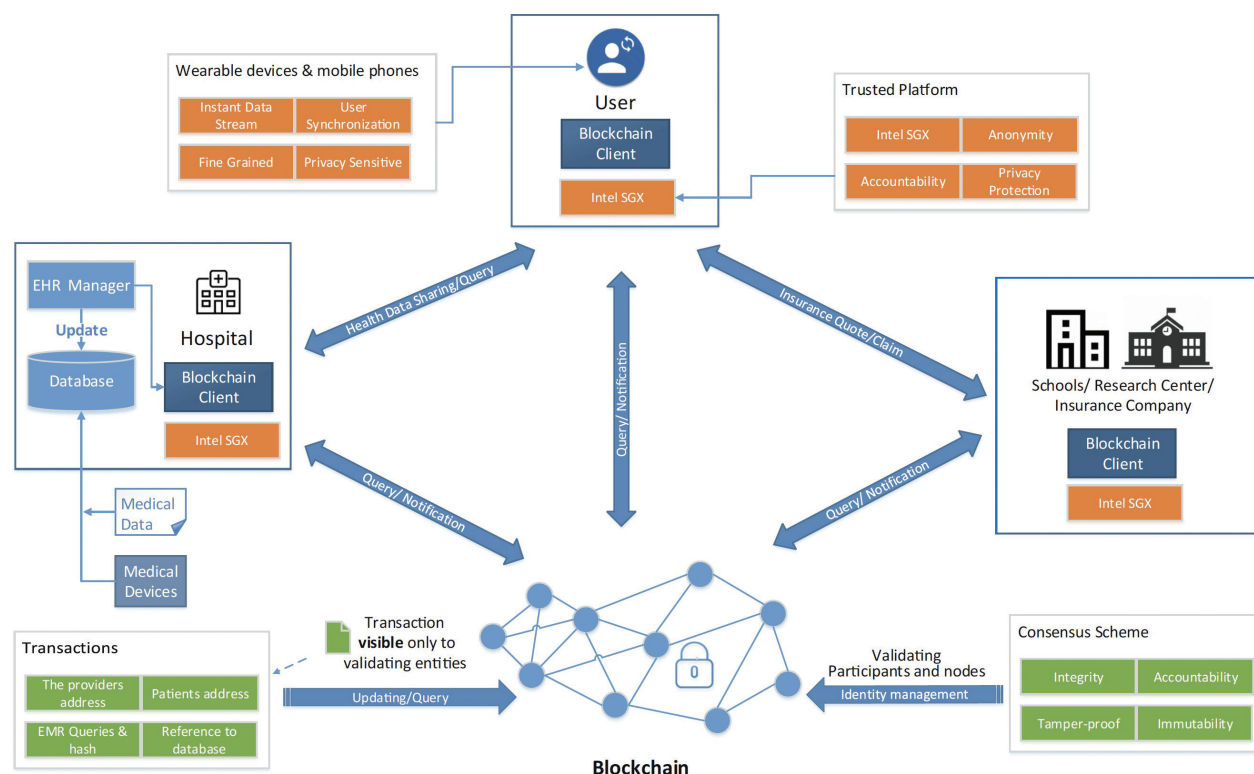 Wearable devices & mobile phones
Instant Data
Stream
User
Synchronization
Fine Grained
Privacy Sensitive
User
Blockchain
Client
Intel SGX
Trusted Platform
Intel SGX
Anonymity
Accountability
Privacy
Protection
EHR Manager
Update
Database
Hospital
Blockchain
Client
Intel SGX
Medical
Data
Medical
Devices
Health Data Sharing/Query
Query/ Notification
Insurance Quote/Claim
Query/ Notification
Query/ Notification
Schools/ Research Center/
Insurance Company
Blockchain
Client
Intel SGX
Transactions
The providers
address
Patients address
EMR Queries &
hash
Reference to
database
Transaction
visible only to
validating entities
Updating/Query
Validating
Participants and nodes
Identity management
Consensus Scheme
Integrity
Accountability
Tamper-proof
Immutability
Blockchain